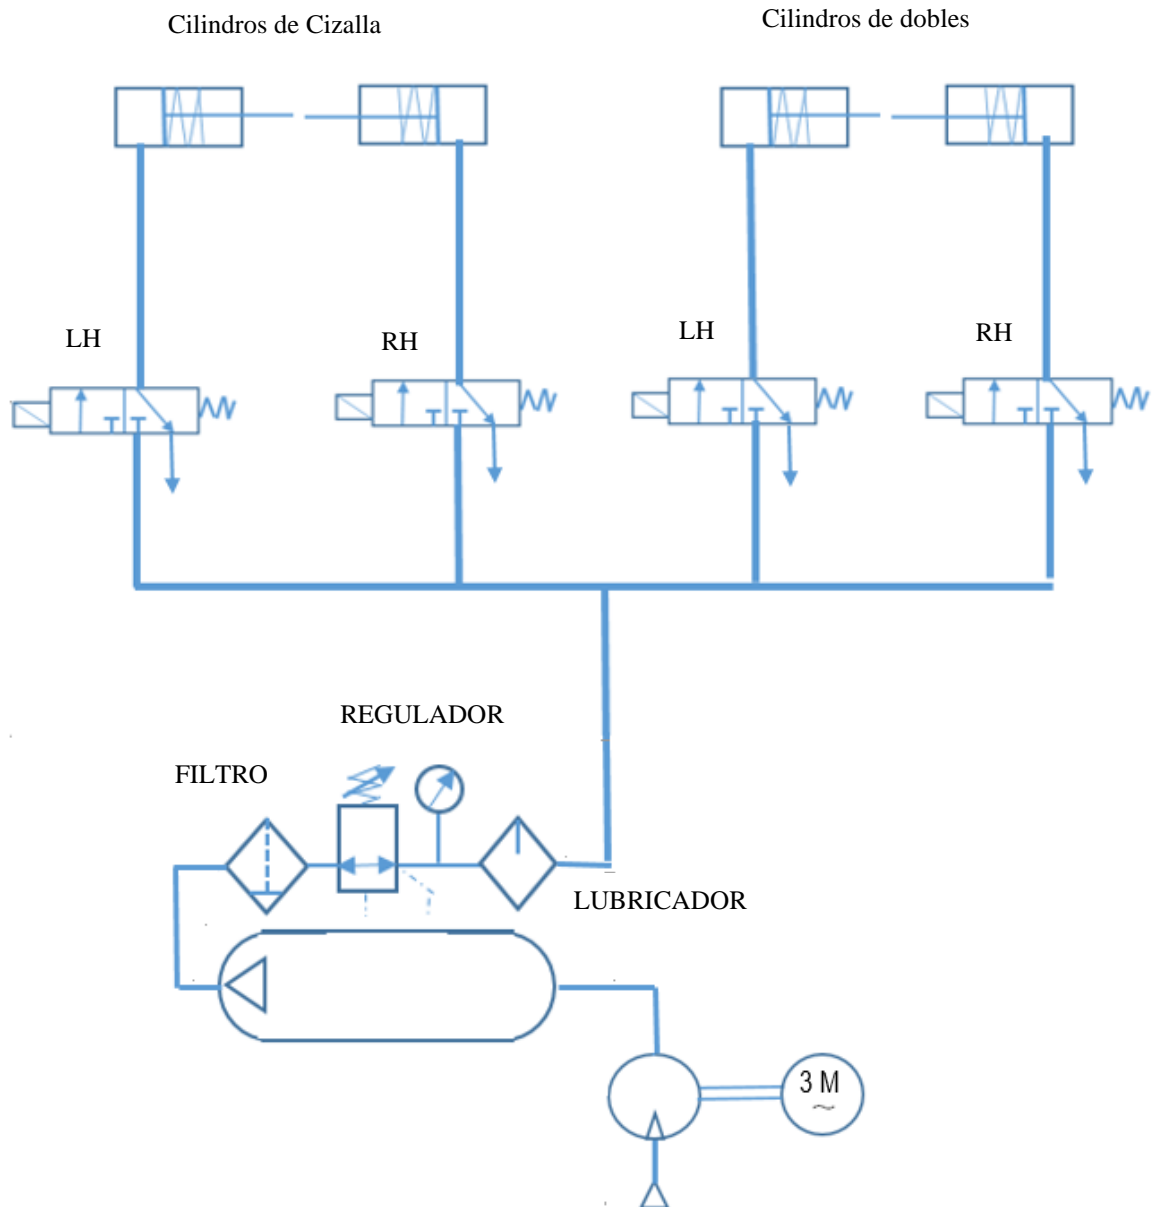 Cilindros de Cizalla
Cilindros de dobles
LH
RH
LH
RH
REGULADOR
FILTRO
LUBRICADOR
3 M
~